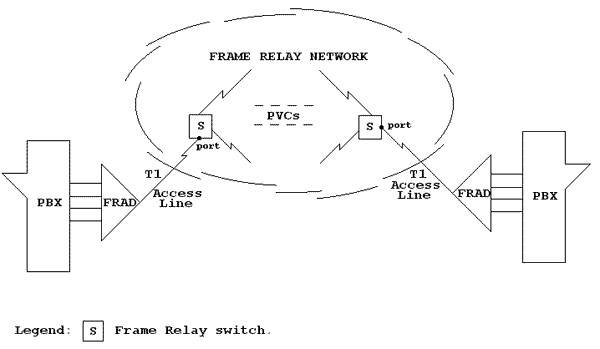 FRAME RELAY NETWORK
PVCs
S
port
S
port
T1
Access
Line
T1
Access
Line
PBX
FRAD
FRAD
PBX
Legend: S Frame Relay switch.